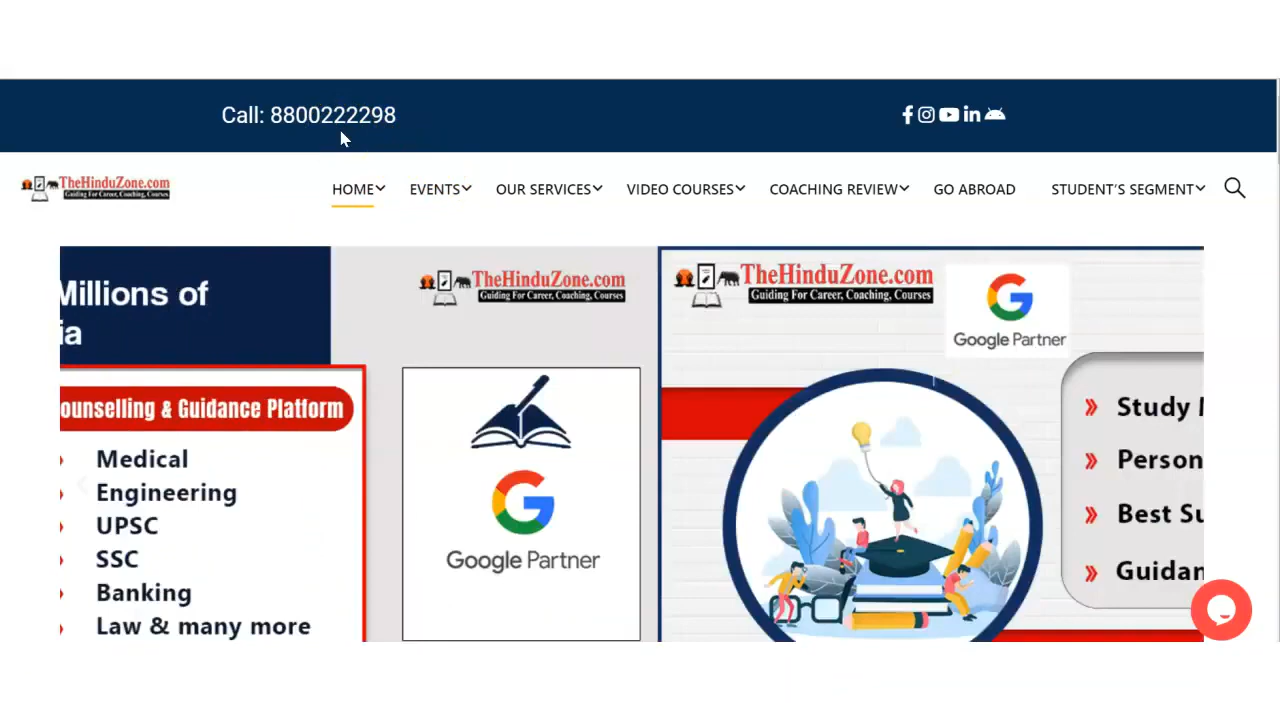 Call: 8800222298
TheHinduZone.com
Guiding For Career, Coaching, Courses
HOME
EVENTS
OUR SERVICES
VIDEO COURSES
COACHING REVIEW
GO ABROAD
STUDENT'S SEGMENT
Millions of
ia
ounselling & Guidance Platform
Medical
Engineering
UPSC
SSC
Banking
Law & many more
TheHinduZone.com
Guiding For Career, Coaching, Courses
Google Partner
TheHinduZone.com
Guiding For Career, Coaching, Courses
Google Partner
Study
Person
Best Su
Guidan